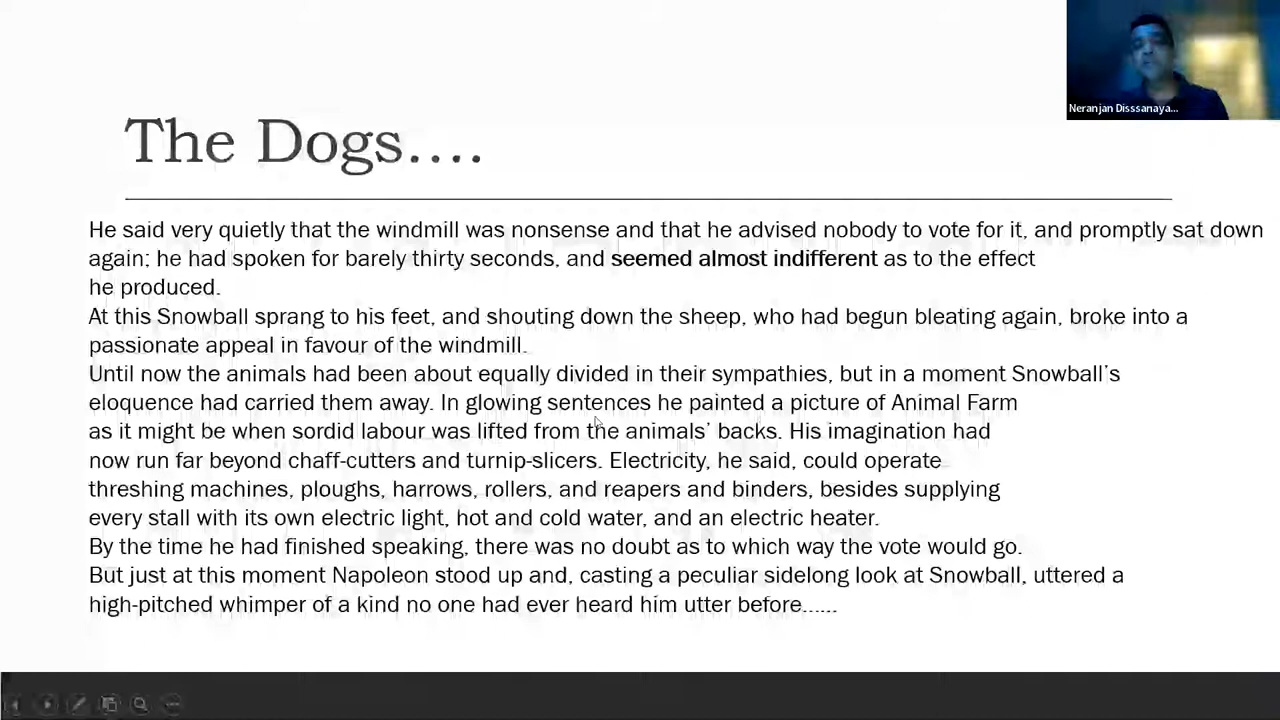 Neranjan Disssanaya...
The Dogs....
He said very quietly that the windmill was nonsense and that he advised nobody to vote for it, and promptly sat down
again; he had spoken for barely thirty seconds, and seemed almost indifferent as to the effect
he produced.
At this Snowball sprang to his feet, and shouting down the sheep, who had begun bleating again, broke into a
passionate appeal in favour of the windmill.
Until now the animals had been about equally divided in their sympathies, but in a moment Snowball's
eloquence had carried them away. In glowing sentences he painted a picture of Animal Farm
as it might be when sordid labour was lifted from the animals' backs. His imagination had
now run far beyond chaff-cutters and turnip-slicers. Electricity, he said, could operate
threshing machines, ploughs, harrows, rollers, and reapers and binders, besides supplying
every stall with its own electric light, hot and cold water, and an electric heater.
By the time he had finished speaking, there was no doubt as to which way the vote would go.
But just at this moment Napoleon stood up and, casting a peculiar sidelong look at Snowball, uttered a
high-pitched whimper of a kind no one had ever heard him utter before......